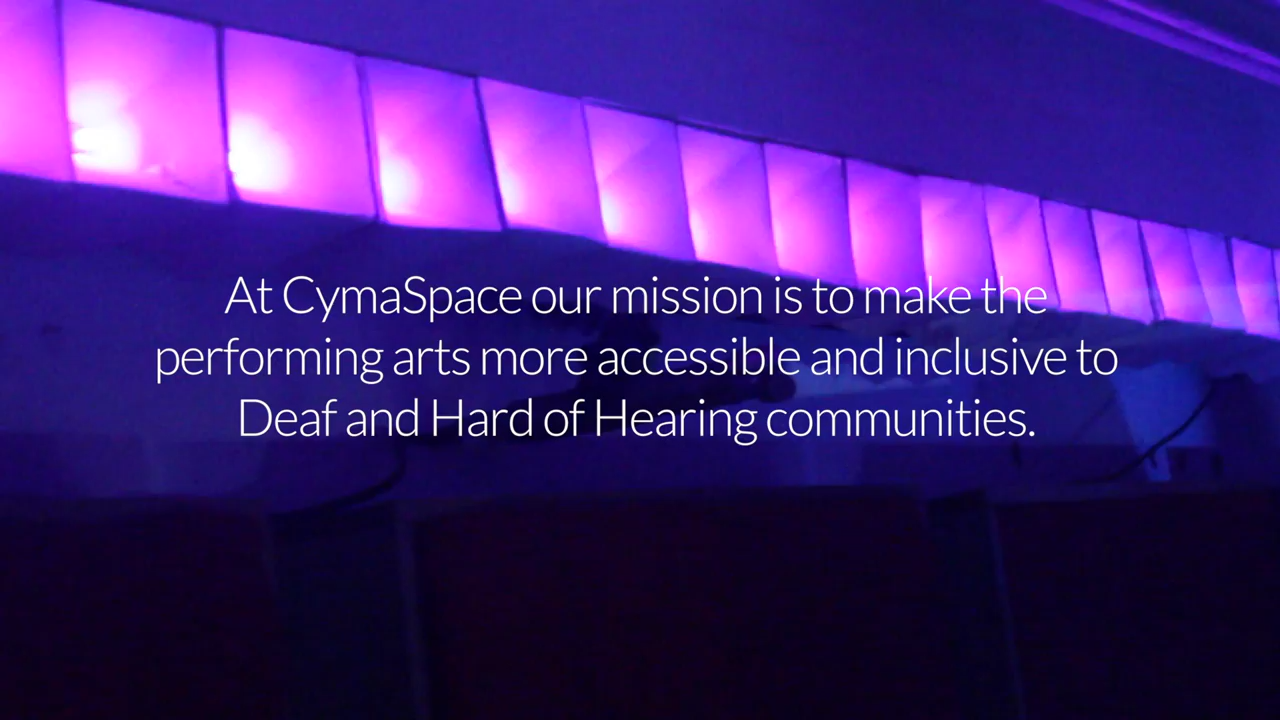 At CymaSpace our mission is to make the
performing arts more accessible and inclusive to
Deaf and Hard of Hearing communities.